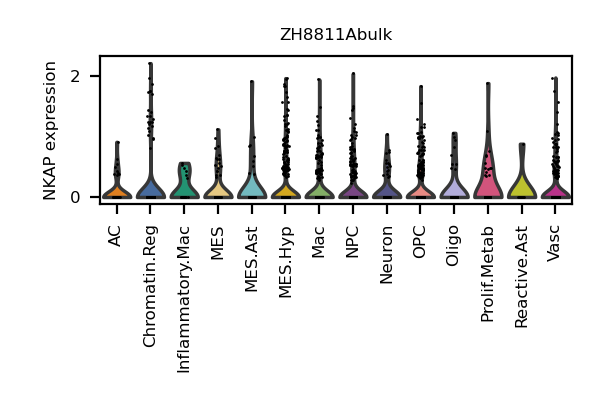 ZH8811Abulk
NKAP expression
2
0
AC
Chromatin.Reg
Inflammatory.Mac
MES
MES.Ast
MES.Hyp
Mac
NPC
Neuron
OPC
Oligo
Prolif.Metab
Reactive.Ast
Vasc